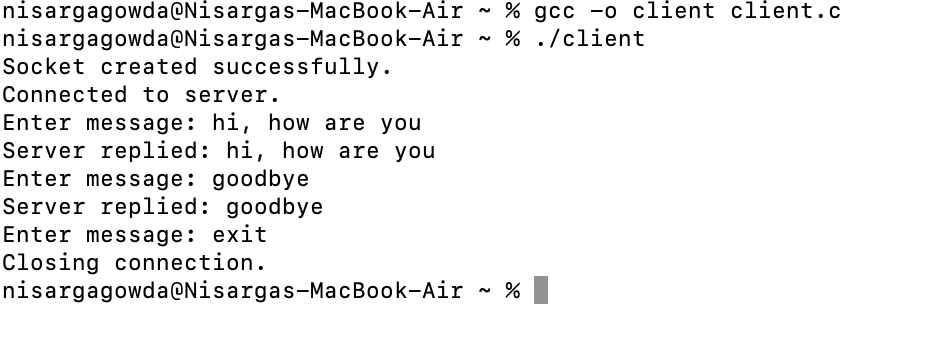 nisargagowda@Nisargas-MacBook-Air ~ % gcc -o client client.c
nisargagowda@Nisargas-MacBook-Air ~ % ./client
Socket created successfully.
Connected to server.
Enter message: hi, how are you
Server replied: hi, how are you
Enter message: goodbye
Server replied: goodbye
Enter message: exit
Closing connection.
nisargagowda@Nisargas-MacBook-Air ~ %